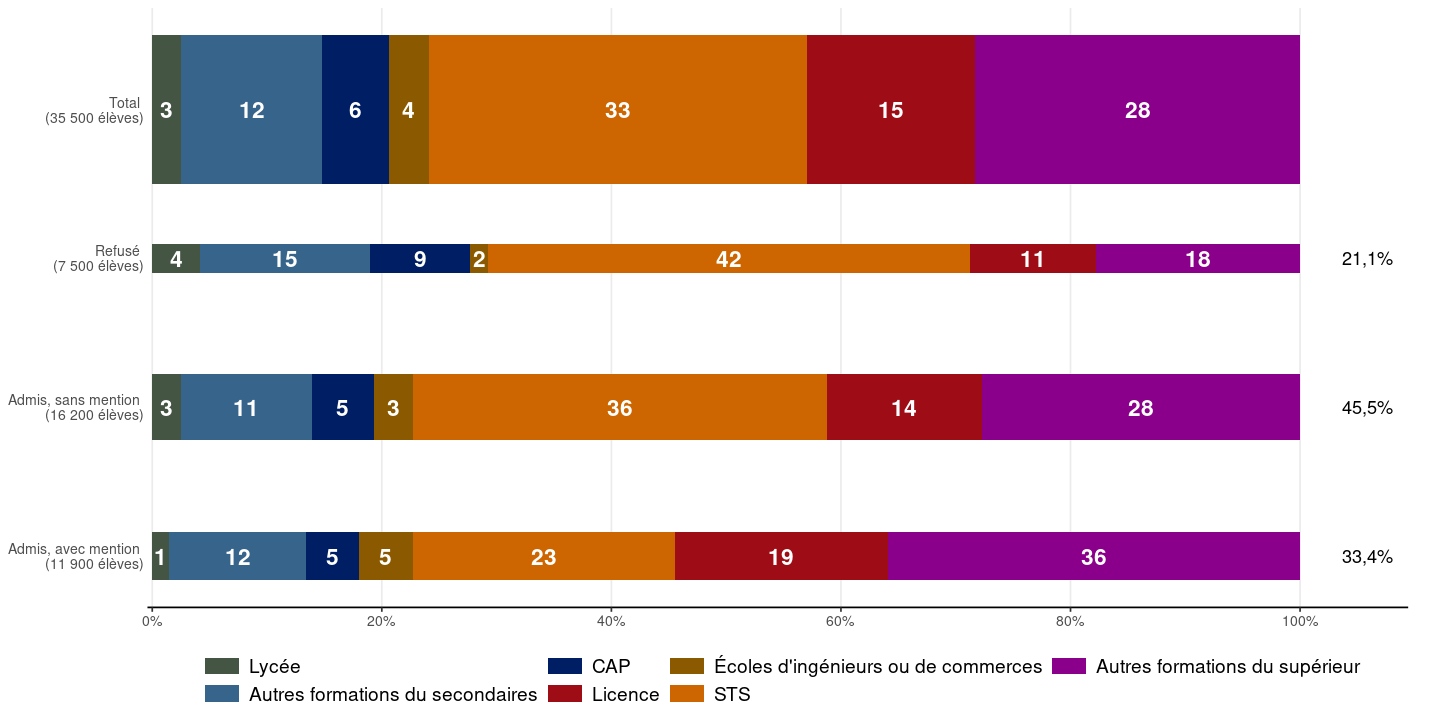 Total
(35 500 élèves)
3 12 6 4 33 15 28
Refusé
(7 500 élèves)
4 15 9 2 42 11 18 21,1%
Admis, sans mention
(16 200 élèves)
3 11 5 3 36 14 28 45,5%
Admis, avec mention
(11 900 élèves)
1 12 5 5 23 19 36 33,4%
0% 20% 40% 60% 80% 100%
Lycée CAP Écoles d'ingénieurs ou de commerces Autres formations du supérieur
Autres formations du secondaires Licence STS